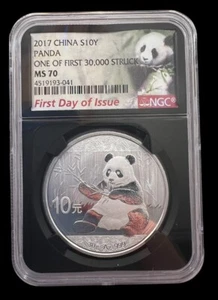 2017 CHINA S10Y
PANDA
ONE OF FIRST 30,000 STRUCK
MS 70
4519193-041
First Day of Issue
NGC
10元